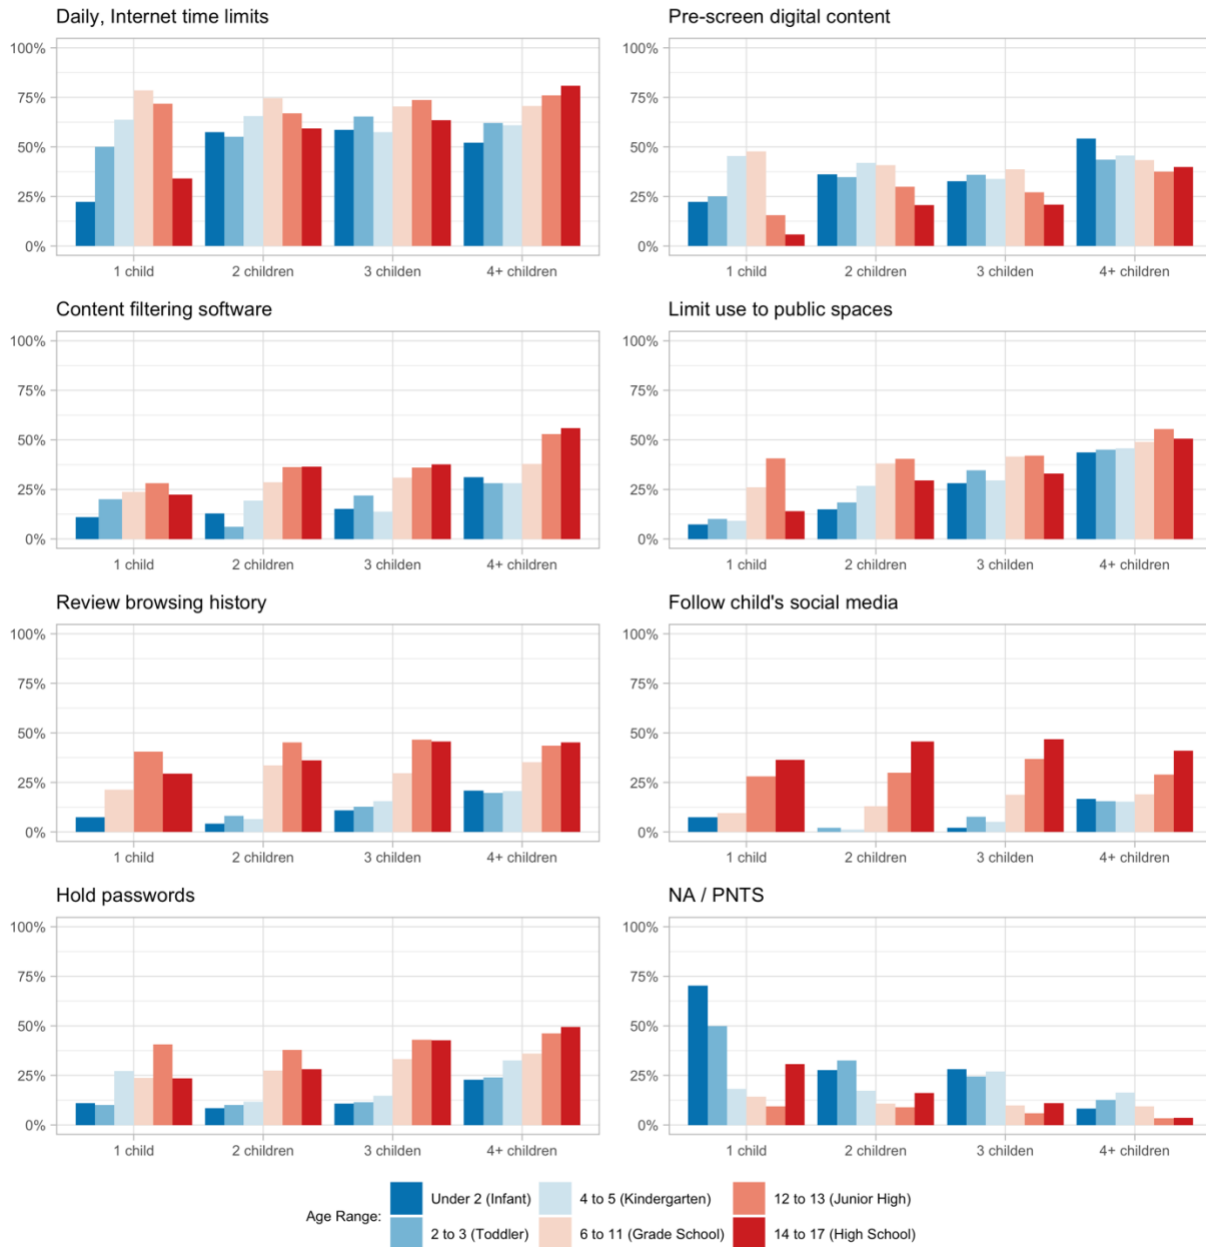 Daily, Internet time limits
100%
75%
50%
25%
0%
1 child
2 children
3 childen
4+ children
Pre-screen digital content
100%
75%
50%
25%
0%
1 child
2 children
3 childen
4+ children
Content filtering software
100%
75%
50%
25%
0%
1 child
2 children
3 childen
4+ children
Limit use to public spaces
100%
75%
50%
25%
0%
1 child
2 children
3 childen
4+ children
Review browsing history
100%
75%
50%
25%
0%
1 child
2 children
3 childen
4+ children
Follow child's social media
100%
75%
50%
25%
0%
1 child
2 children
3 childen
4+ children
Hold passwords
100%
75%
50%
25%
0%
1 child
2 children
3 childen
4+ children
NA / PNTS
100%
75%
50%
25%
0%
1 child
2 children
3 childen
4+ children
Age Range:
Under 2 (Infant)
2 to 3 (Toddler)
4 to 5 (Kindergarten)
6 to 11 (Grade School)
12 to 13 (Junior High)
14 to 17 (High School)